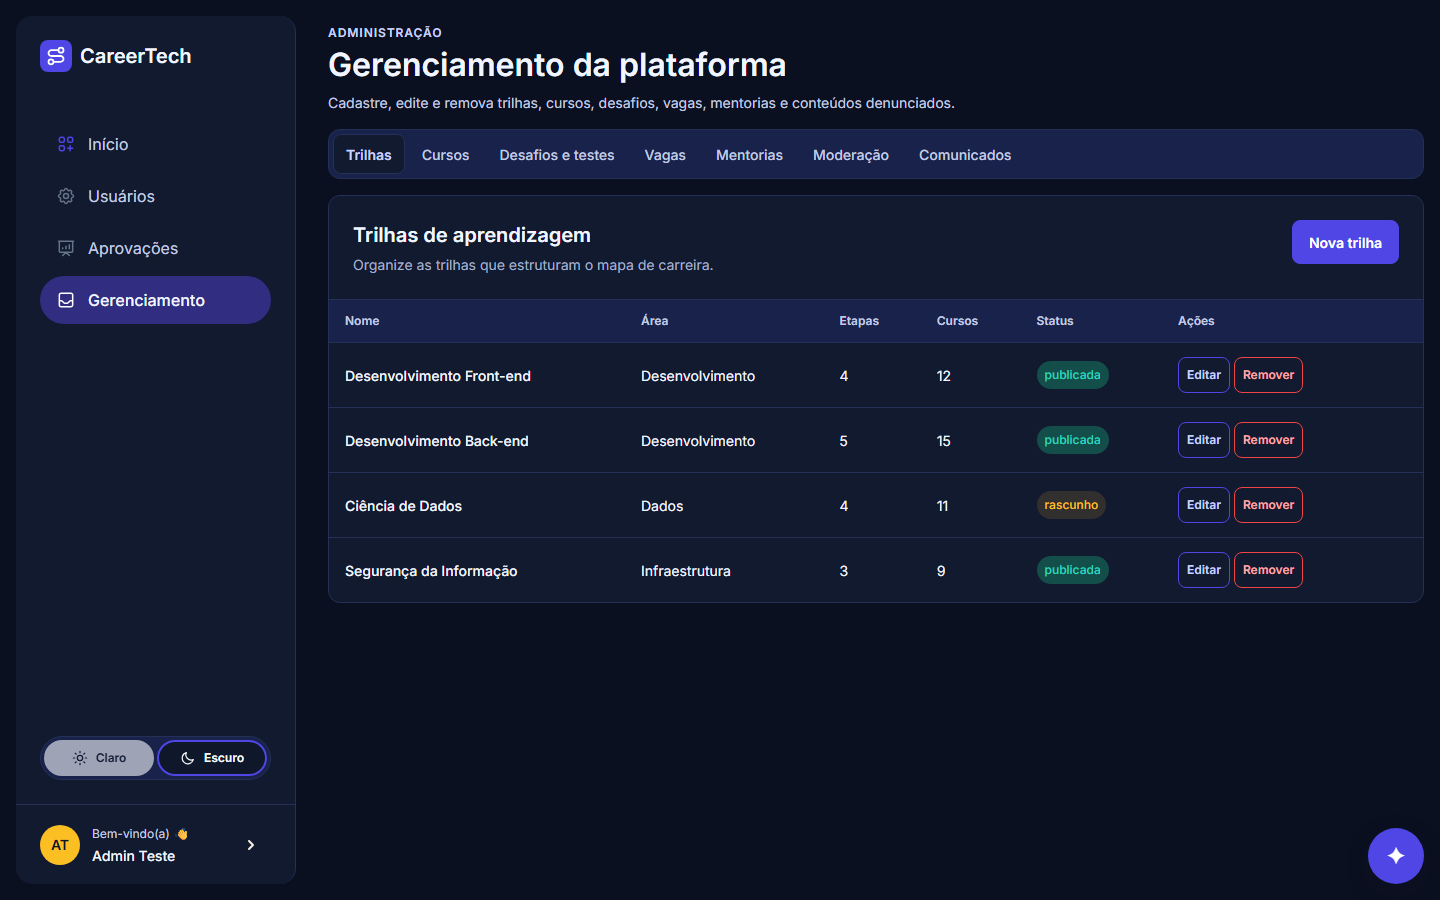 CareerTech
Início
Usuários
Aprovações
Gerenciamento
Claro
Escuro
AT
Bem-vindo(a) 👋
Admin Teste
ADMINISTRAÇÃO
Gerenciamento da plataforma
Cadastre, edite e remova trilhas, cursos, desafios, vagas, mentorias e conteúdos denunciados.
Trilhas Cursos Desafios e testes Vagas Mentorias Moderação Comunicados
Trilhas de aprendizagem
Organize as trilhas que estruturam o mapa de carreira.
Nova trilha
Nome Área Etapas Cursos Status Ações
Desenvolvimento Front-end Desenvolvimento 4 12 publicada Editar Remover
Desenvolvimento Back-end Desenvolvimento 5 15 publicada Editar Remover
Ciência de Dados Dados 4 11 rascunho Editar Remover
Segurança da Informação Infraestrutura 3 9 publicada Editar Remover